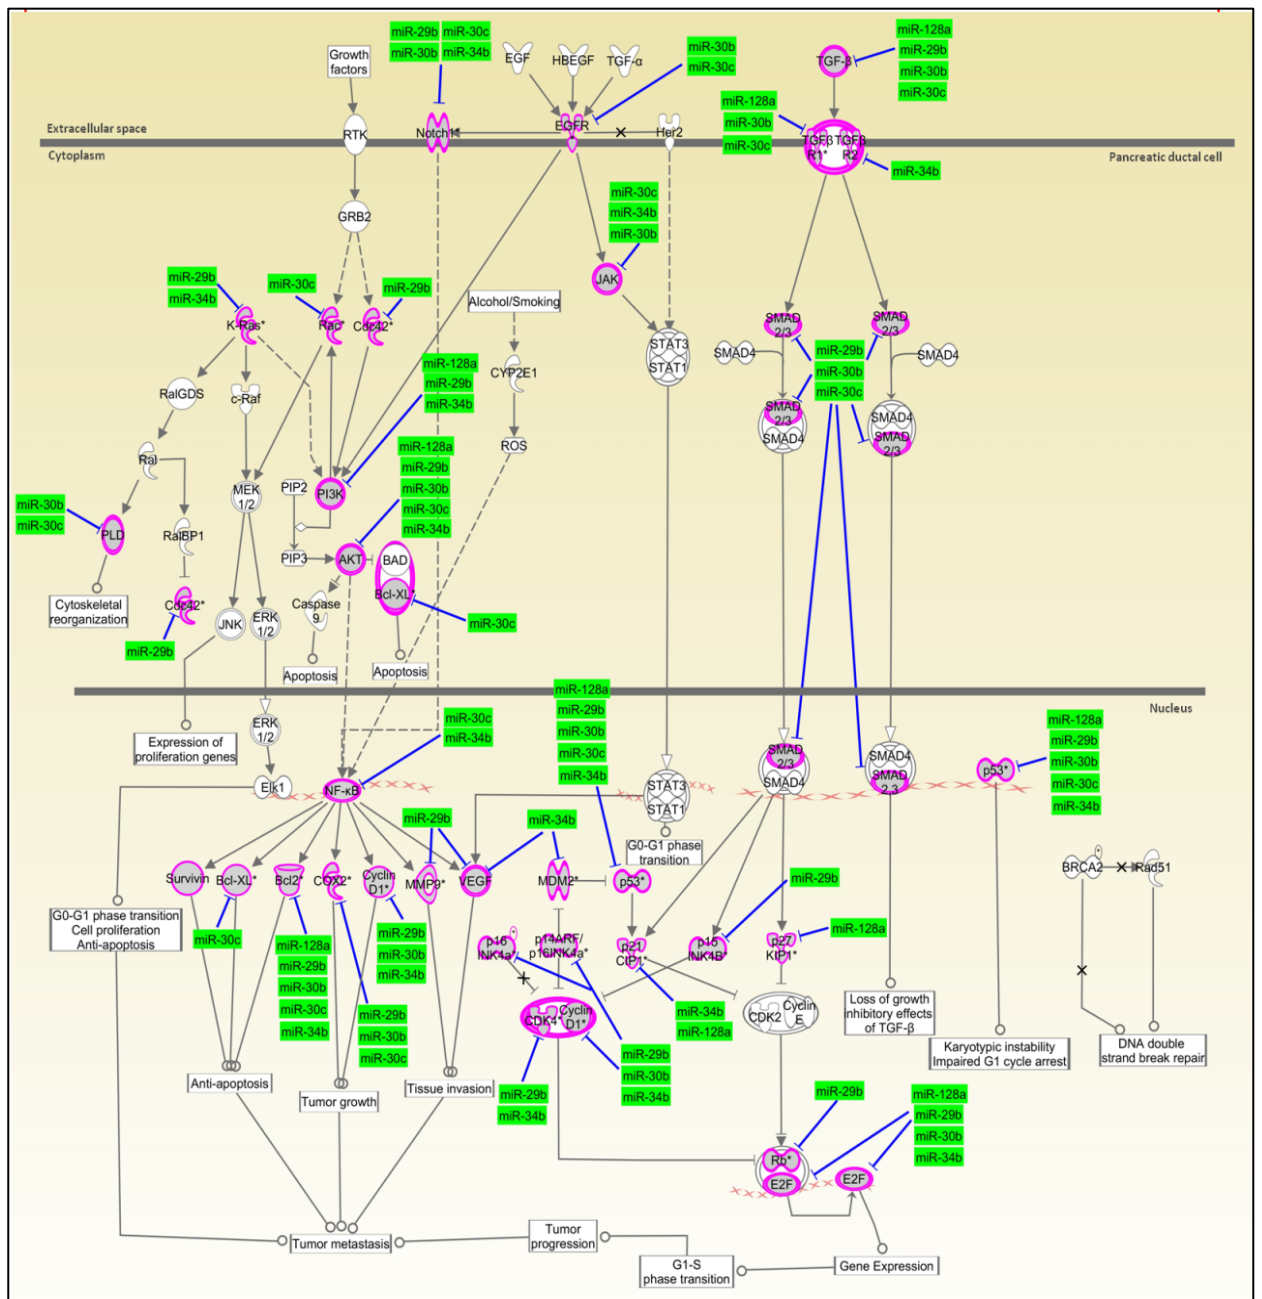 miR-29b miR-30c
miR-30b miR-34b
Growth
factors
EGF
HBEGF
TGF-α
miR-30b
miR-30c
TGF-β
miR-128a
miR-29b
miR-30b
miR-30c
miR-128a
miR-30b
miR-30c
Extracellular space
Cytoplasm
RTK
Notch1*
EGFR
*
x
Her2
TGFβ
R1*
TGFβ
R2
Pancreatic ductal cell
miR-34b
miR-30c
miR-34b
miR-30b
GRB2
JAK
miR-29b
miR-34b
miR-30c
miR-29b
K-Ras*
Rac*
Cdc42*
Alcohol/Smoking
STAT3
STAT1
SMAD
2/3
SMAD
2/3
SMAD4
SMAD4
miR-29b
miR-30b
miR-30c
miR-128a
miR-29b
miR-34b
CYP2E1
RalGDS
c-Raf
SMAD
2/3
SMAD4
SMAD4
SMAD
2/3
Ral
ROS
miR-128a
miR-29b
miR-30b
miR-30c
miR-34b
MEK
1/2
PIP2
PI3K
miR-30b
miR-30c
PLD
RalBP1
PIP3
AKT
BAD
Bcl-XL*
Cytoskeletal
reorganization
Cdc42*
JNK
ERK
1/2
Caspase
9
miR-30c
miR-29b
Apoptosis
Apoptosis
Nucleus
miR-128a
miR-29b
miR-30b
miR-30c
miR-34b
miR-30c
miR-34b
ERK
1/2
Expression of
proliferation genes
Elk1
NF-κB
STAT3
STAT1
SMAD
2/3
SMAD4
SMAD4
SMAD
2,3
p53*
miR-128a
miR-29b
miR-30b
miR-30c
miR-34b
G0-G1 phase
transition
miR-29b
miR-34b
Survivin
Bcl-XL*
Bcl2*
COX2*
Cyclin
D1*
MMP9*
VEGF
MDM2*
p53*
miR-29b
BRCA2
x
Rad51
G0-G1 phase transition
Cell proliferation
Anti-apoptosis
miR-30c
miR-128a
miR-29b
miR-30b
miR-30c
miR-34b
miR-29b
miR-30b
miR-34b
p16
INK4a*
p14ARF/
p16INK4a*
p21
CIP1*
p15
INK4B*
p27
KIP1*
miR-128a
x
x
miR-29b
miR-30b
miR-30c
CDK4*
Cyclin
D1*
miR-34b
miR-128a
CDK2
Cyclin
E
Loss of growth
inhibitory effects
of TGF-β
Karyotypic instability
Impaired G1 cycle arrest
DNA double
strand break repair
miR-29b
miR-30b
miR-34b
Anti-apoptosis
Tumor growth
Tissue invasion
miR-29b
miR-34b
miR-29b
miR-128a
miR-29b
miR-30b
miR-34b
Rb*
E2F
E2F
Tumor metastasis
Tumor
progression
G1-S
phase transition
Gene Expression